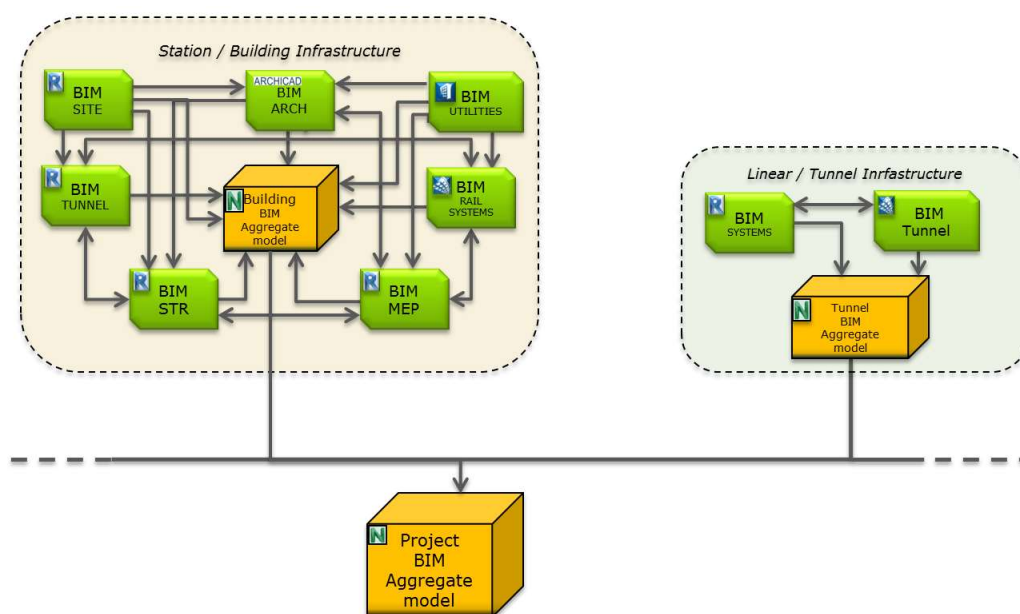 Station / Building Infrastructure
R
BIM
SITE
ARCHICAD
BIM
ARCH
BIM
UTILITIES
R
BIM
TUNNEL
N
Building
BIM
Aggregate
model
BIM
RAIL
SYSTEMS
R
BIM
STR
R
BIM
MEP
Linear / Tunnel Inrfastructure
R
BIM
SYSTEMS
BIM
Tunnel
N
Tunnel
BIM
Aggregate
model
N
Project
BIM
Aggregate
model